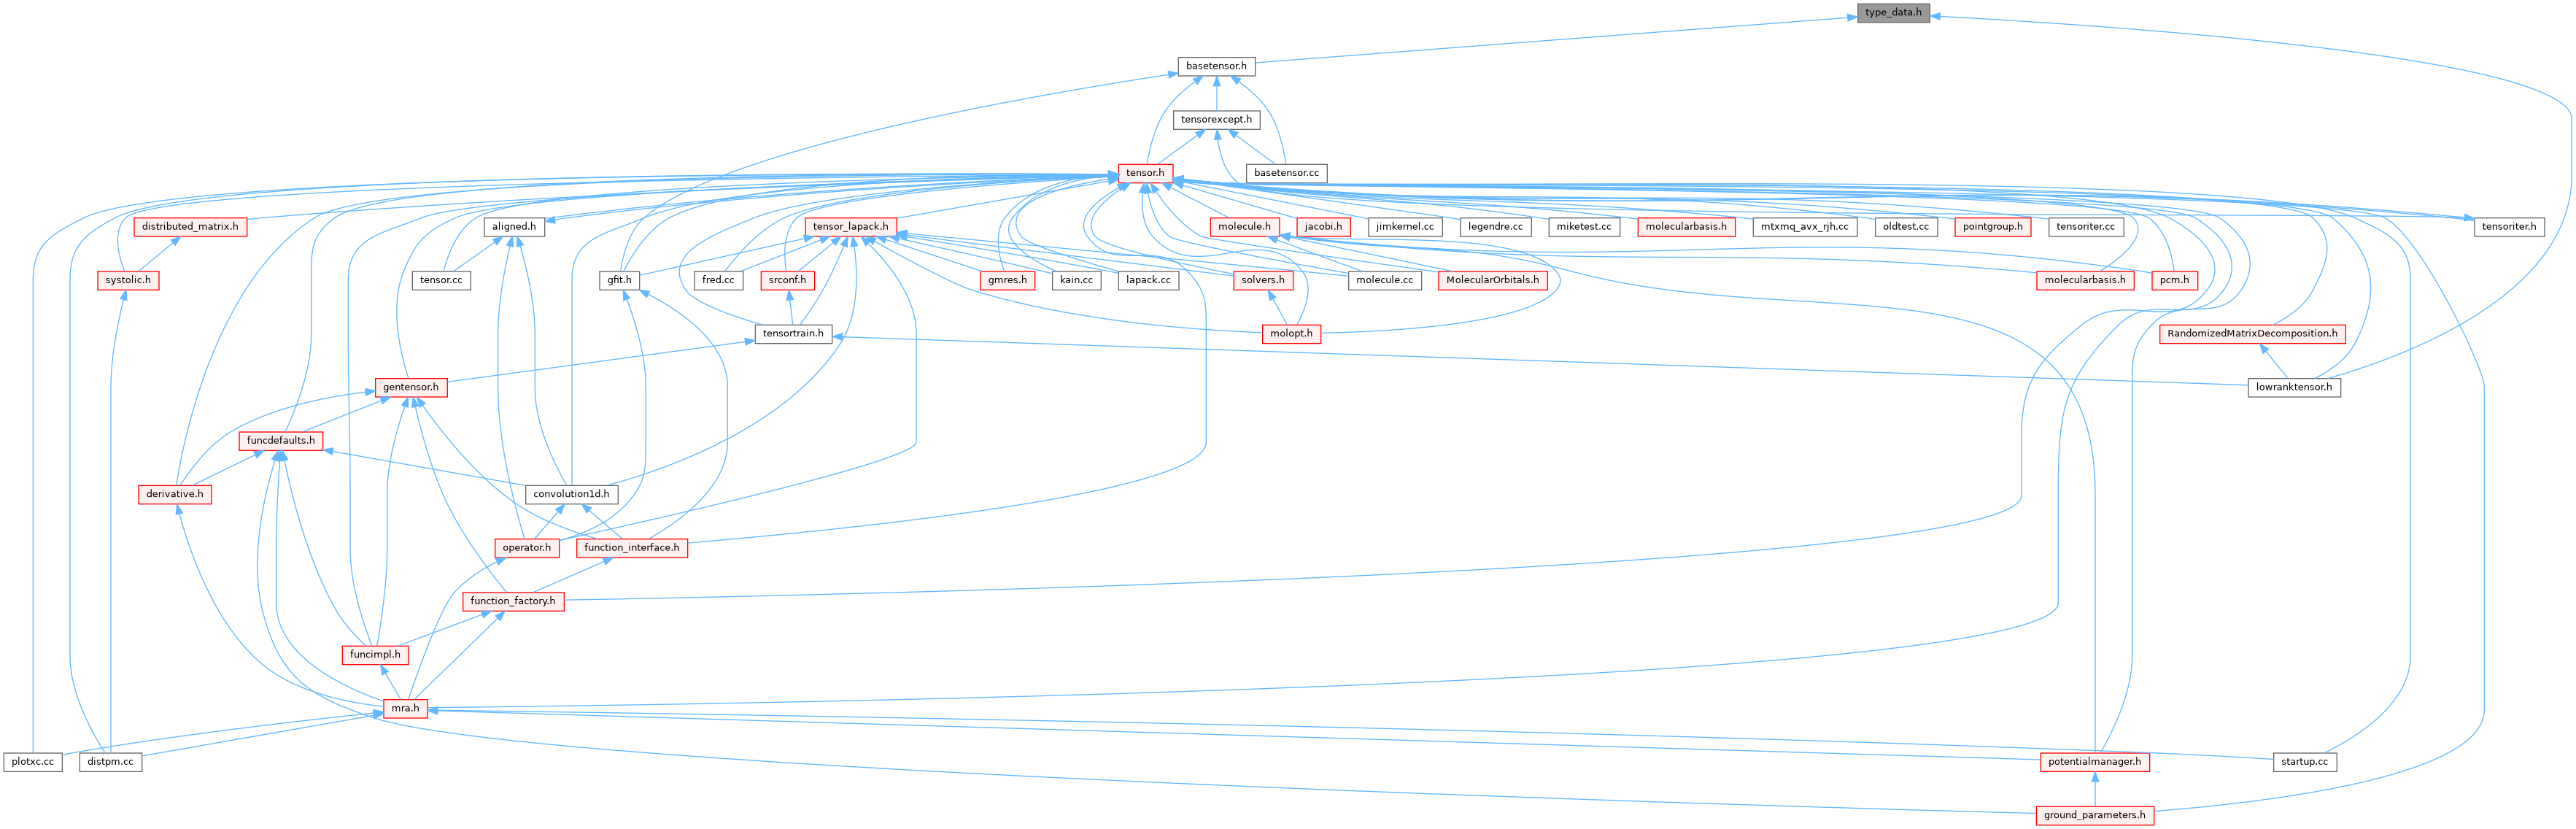 type_data.h
basetensor.h
tensorexcept.h
tensor.h
basetensor.cc
distributed_matrix.h
aligned.h
tensor_lapack.h
molecule.h
jacobi.h
jimkernel.cc
legendre.cc
miketest.cc
molecularbasis.h
mtxmq_avx_rjh.cc
oldtest.cc
pointgroup.h
tensoriter.cc
tensoriter.h
systolic.h
tensor.cc
gfit.h
fred.cc
srconf.h
gmres.h
kain.cc
lapack.cc
solvers.h
molecule.cc
MolecularOrbitals.h
molecularbasis.h
pcm.h
tensortrain.h
molopt.h
RandomizedMatrixDecomposition.h
gentensor.h
lowranktensor.h
funcdefaults.h
derivative.h
convolution1d.h
operator.h
function_interface.h
function_factory.h
funcimpl.h
mra.h
plotxc.cc
distpm.cc
potentialmanager.h
startup.cc
ground_parameters.h